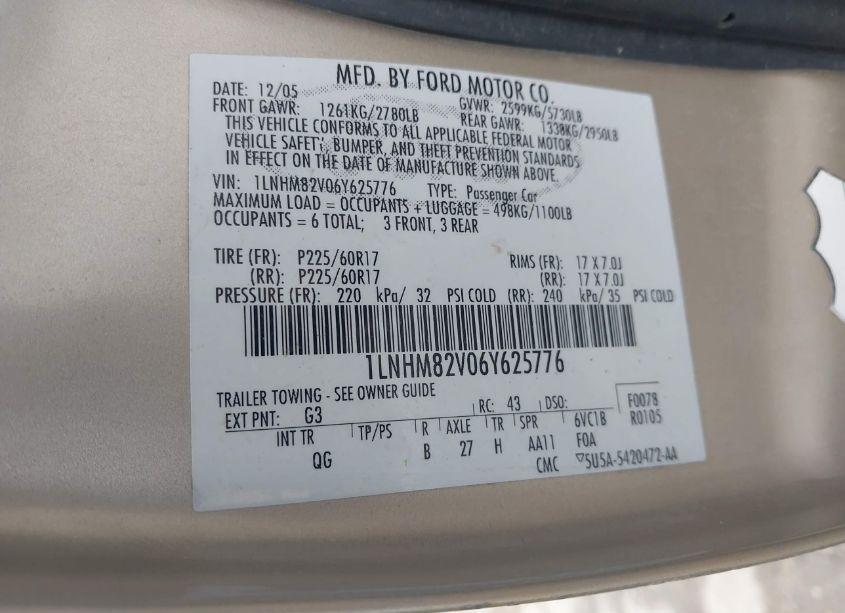 MFD. BY FORD MOTOR CO.
DATE: 12/05
GVWR: 2599KG/5730LB
FRONT GAWR: 1261KG/2780LB
REAR GAWR: 1338KG/2950LB
THIS VEHICLE CONFORMS TO ALL APPLICABLE FEDERAL MOTOR
VEHICLE SAFETY, BUMPER, AND THEFT PREVENTION STANDARDS
IN EFFECT ON THE DATE OF MANUFACTURE SHOWN ABOVE.
VIN: 1LNHM82V06Y625776 TYPE: Passenger Car
MAXIMUM LOAD = OCCUPANTS + LUGGAGE = 498KG/1100LB
OCCUPANTS = 6 TOTAL; 3 FRONT, 3 REAR
TIRE (FR): P225/60R17 RIMS (FR): 17 X 7.0J
(RR): P225/60R17 (RR): 17 X 7.0J
PRESSURE (FR): 220 kPa/ 32 PSI COLD (RR): 240 kPa/ 35 PSI COLD
1LNHM82V06Y625776
TRAILER TOWING - SEE OWNER GUIDE
EXT PNT: G3 RC: 43 DSO: F0078
R0105
INT TR TP/PS R AXLE TR SPR 6VC1B
QG B 27 H AA11 FOA
CMC 5U5A-5420472-AA